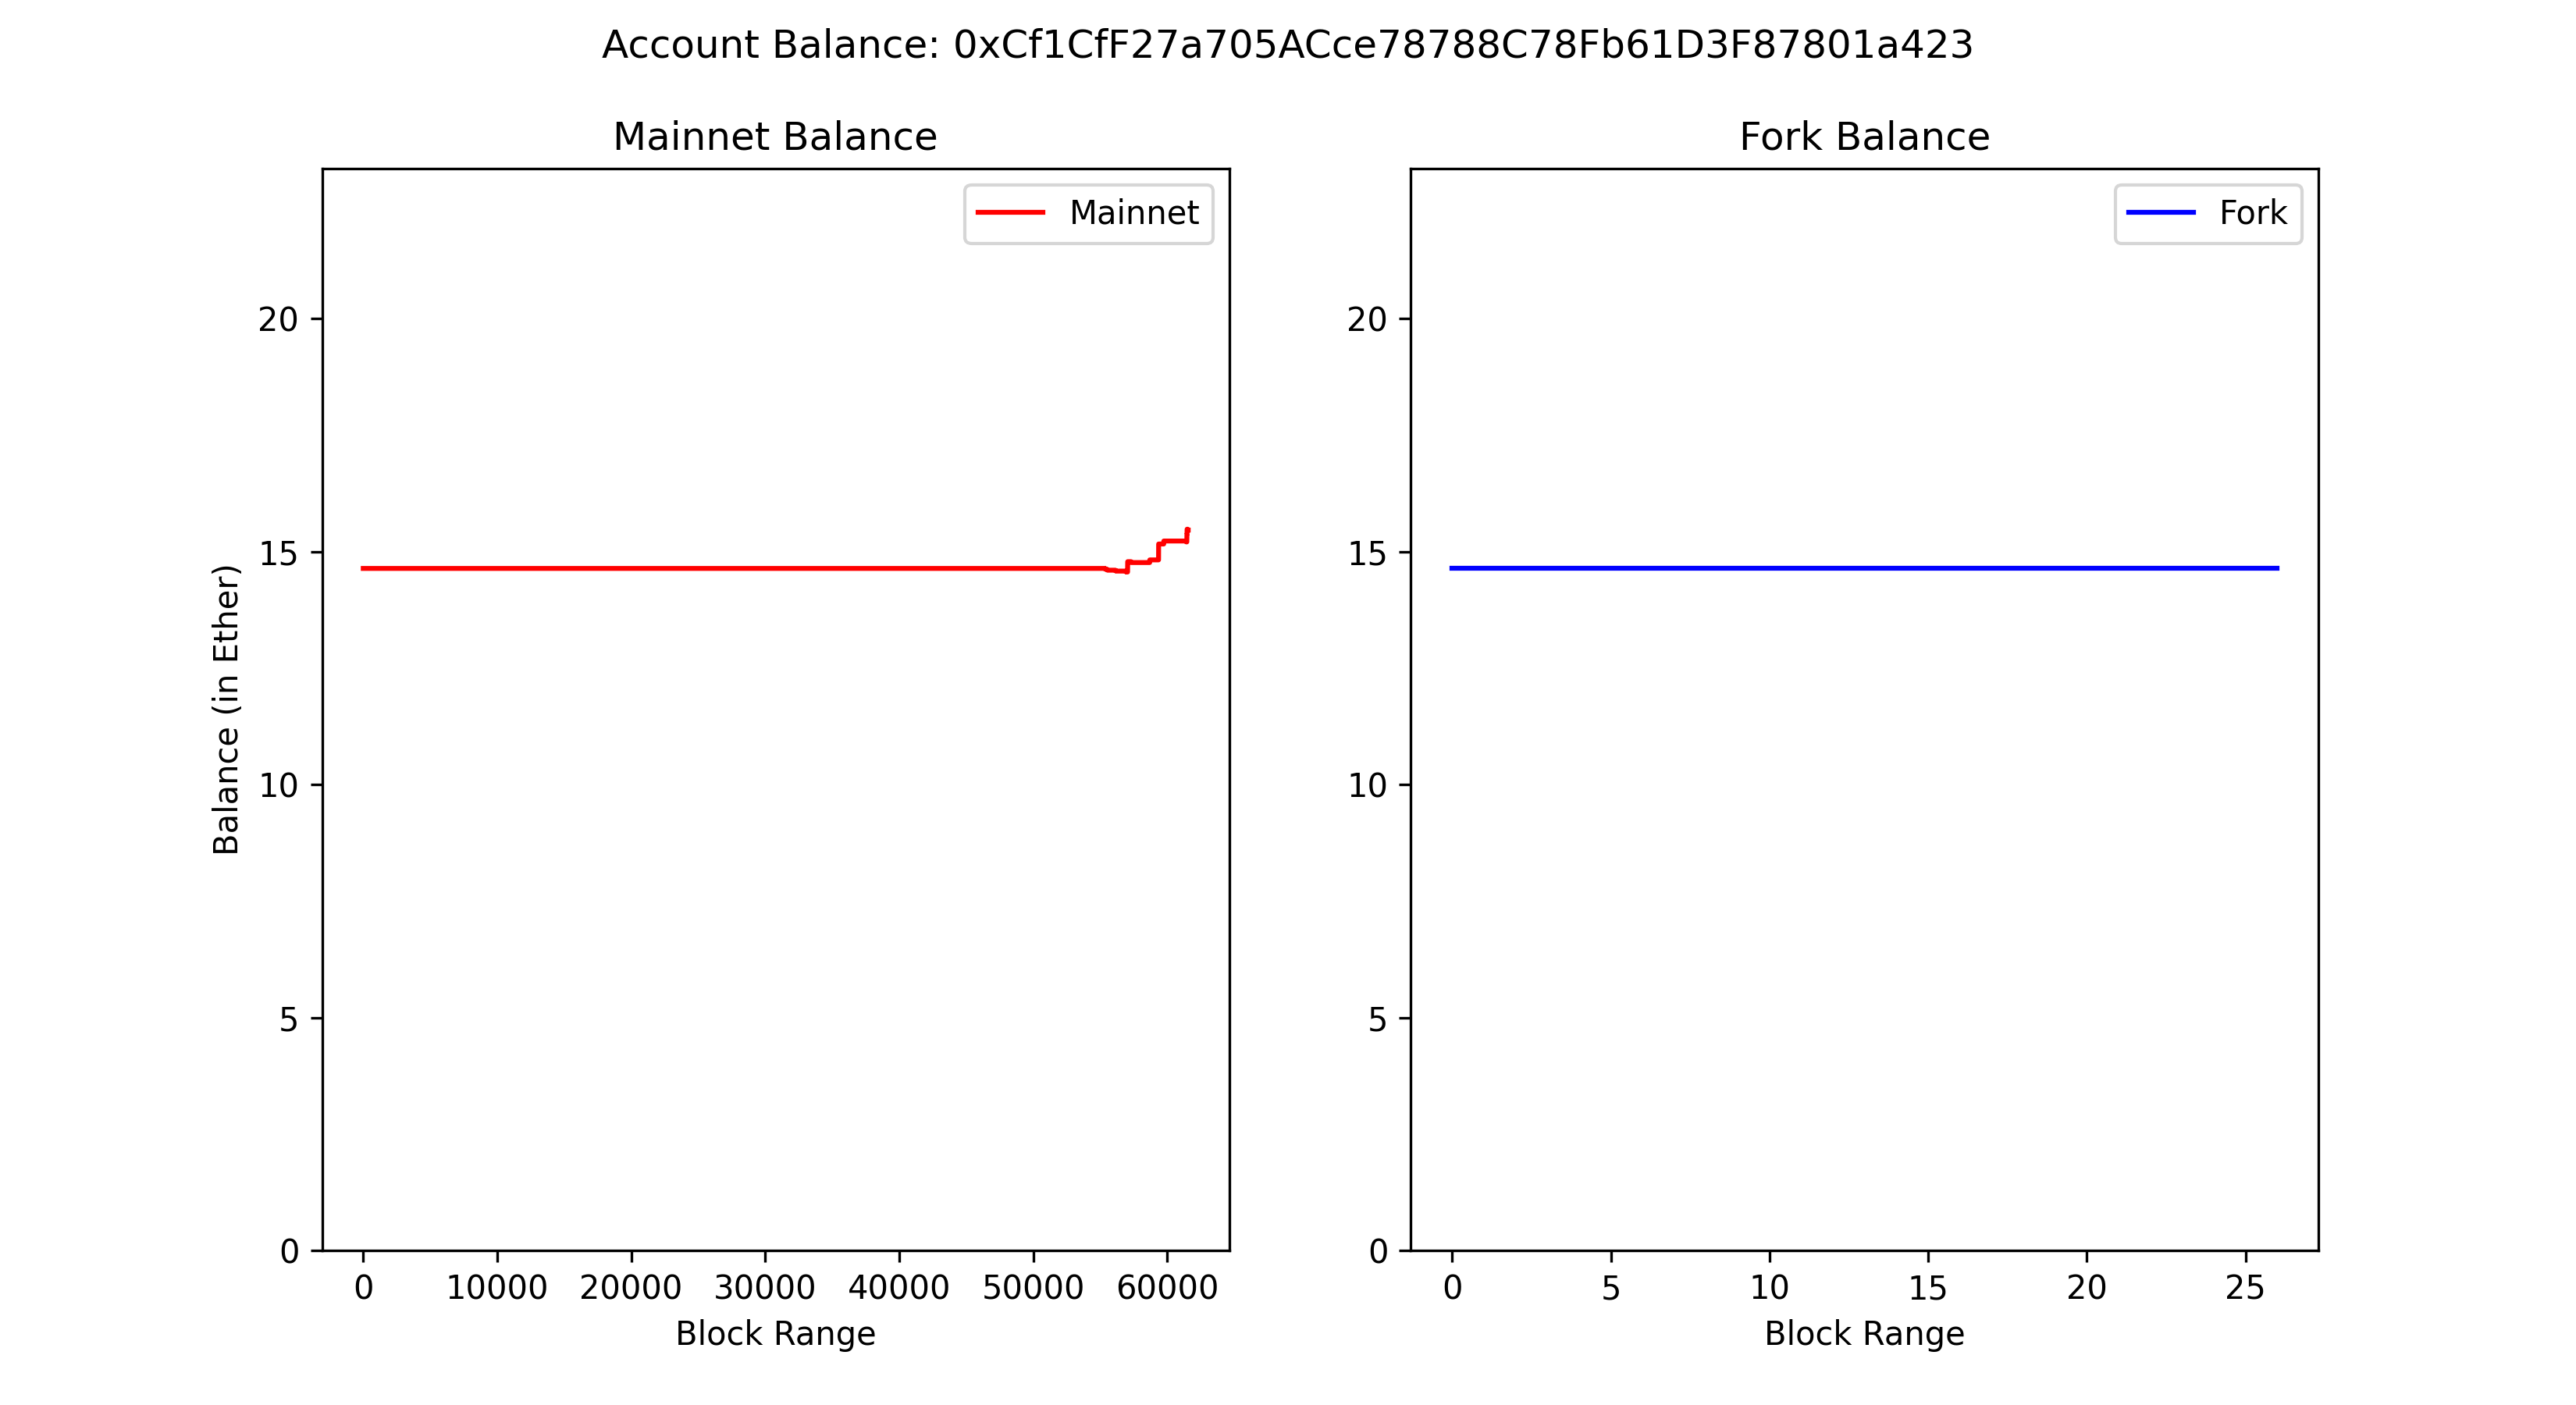 Account Balance: 0xCf1CfF27a705ACce78788C78Fb61D3F87801a423
Mainnet Balance
Mainnet
20
15
10
5
0
Balance (in Ether)
0 10000 20000 30000 40000 50000 60000
Block Range
Fork Balance
Fork
20
15
10
5
0
0 5 10 15 20 25
Block Range